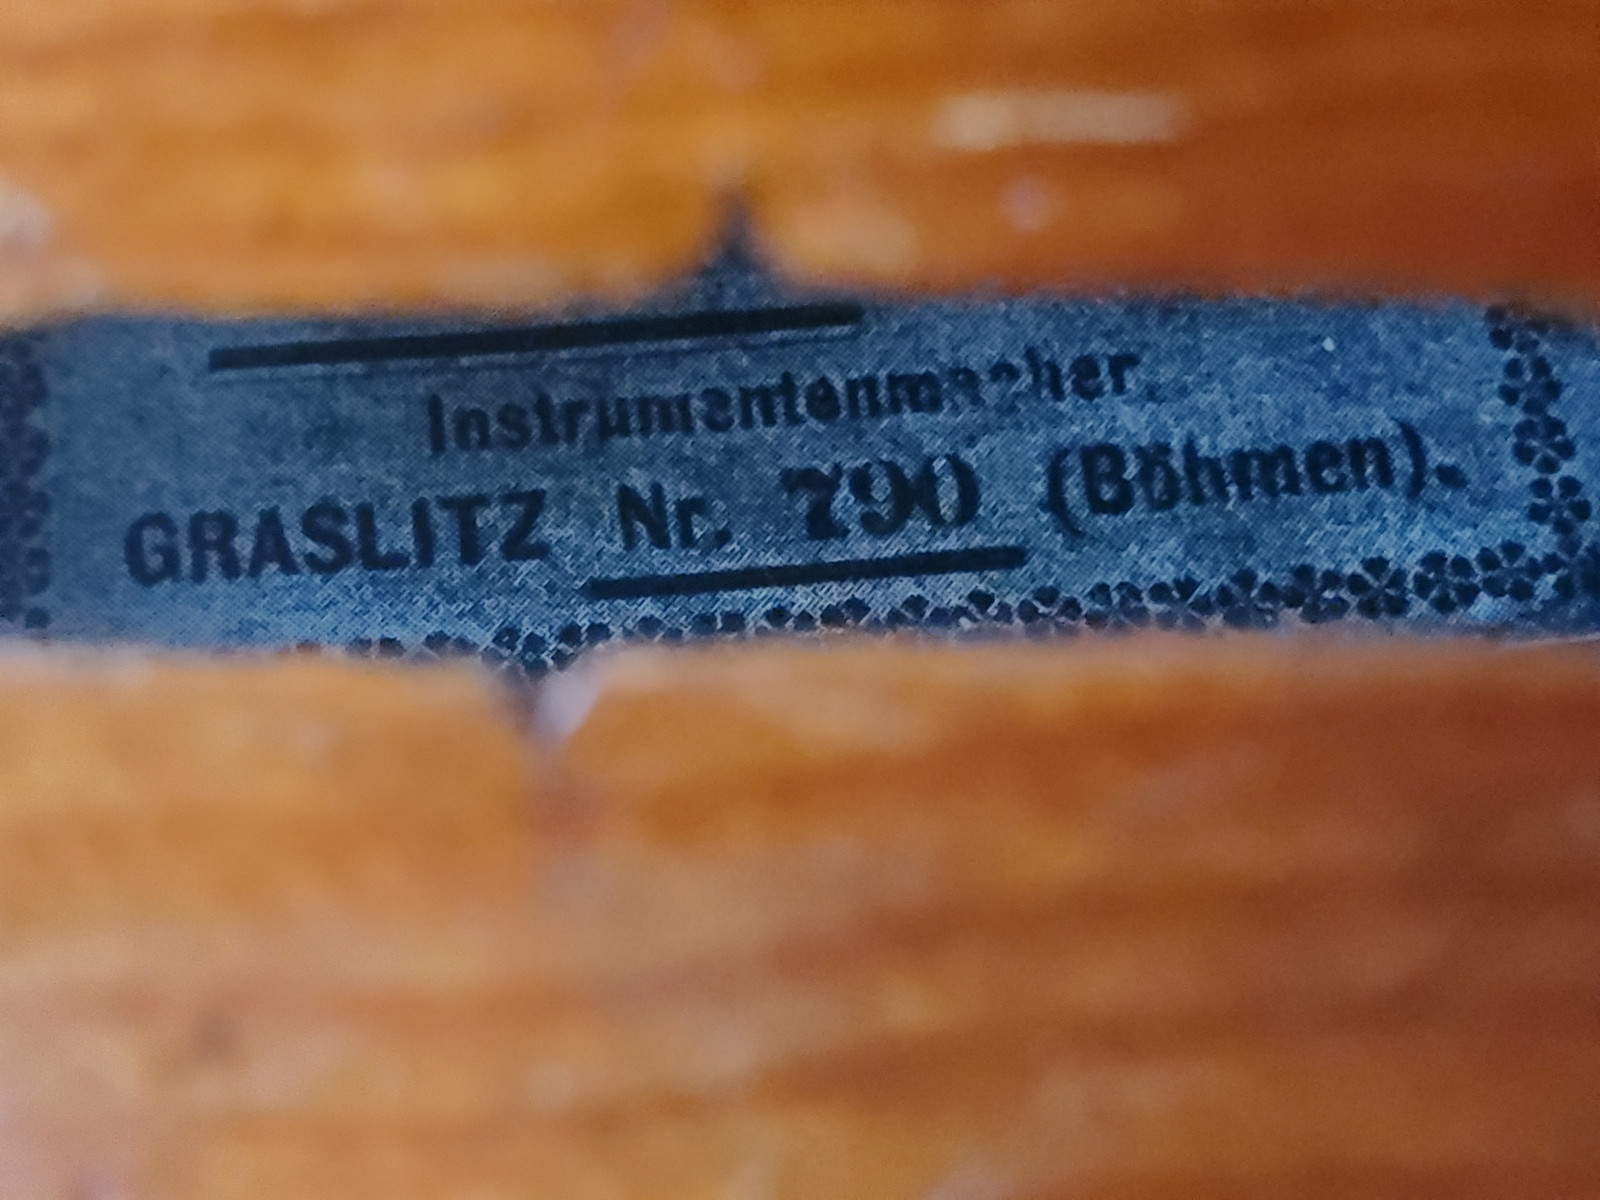 Instrumentenmacher
GRASLITZ Nr. 790 (Böhmen).